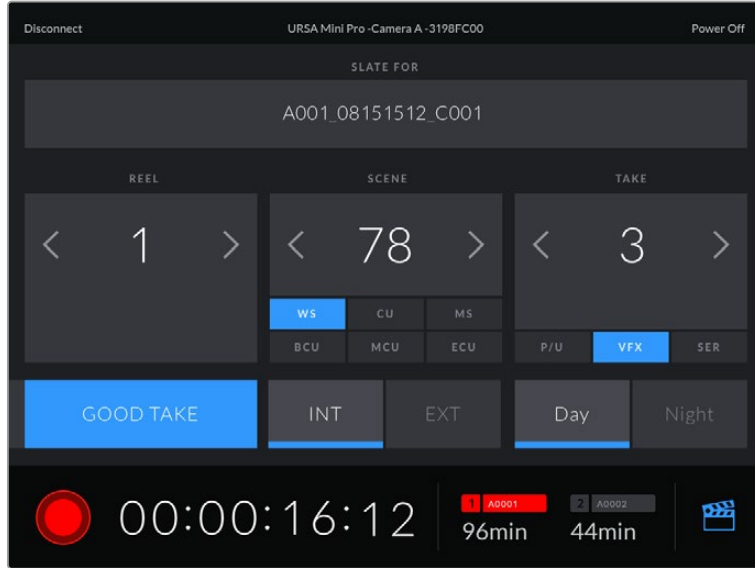 Disconnect URSA Mini Pro -Camera A -3198FC00 Power Off
SLATE FOR
A001_08151512_C001
REEL SCENE TAKE
1 78 3
WS CU MS
BCU MCU ECU P/U VFX SER
GOOD TAKE INT EXT Day Night
00:00:16:12 1 A0001 2 A0002
96min 44min